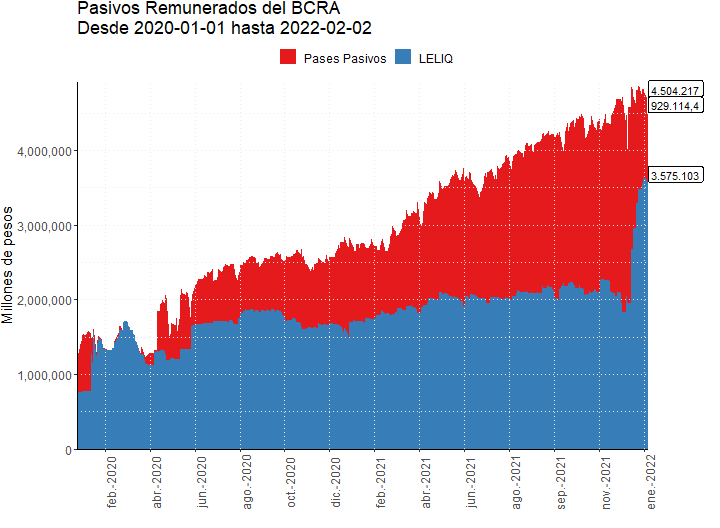 Pasivos Remunerados del BCRA
Desde 2020-01-01 hasta 2022-02-02
Pases Pasivos
LELIQ
Millones de pesos
4,000,000
3,000,000
2,000,000
1,000,000
0
4.504.217
929.114,4
3.575.103
feb.-2020
abr.-2020
jun.-2020
ago.-2020
oct.-2020
dic.-2020
feb.-2021
abr.-2021
jun.-2021
ago.-2021
sep.-2021
nov.-2021
ene.-2022